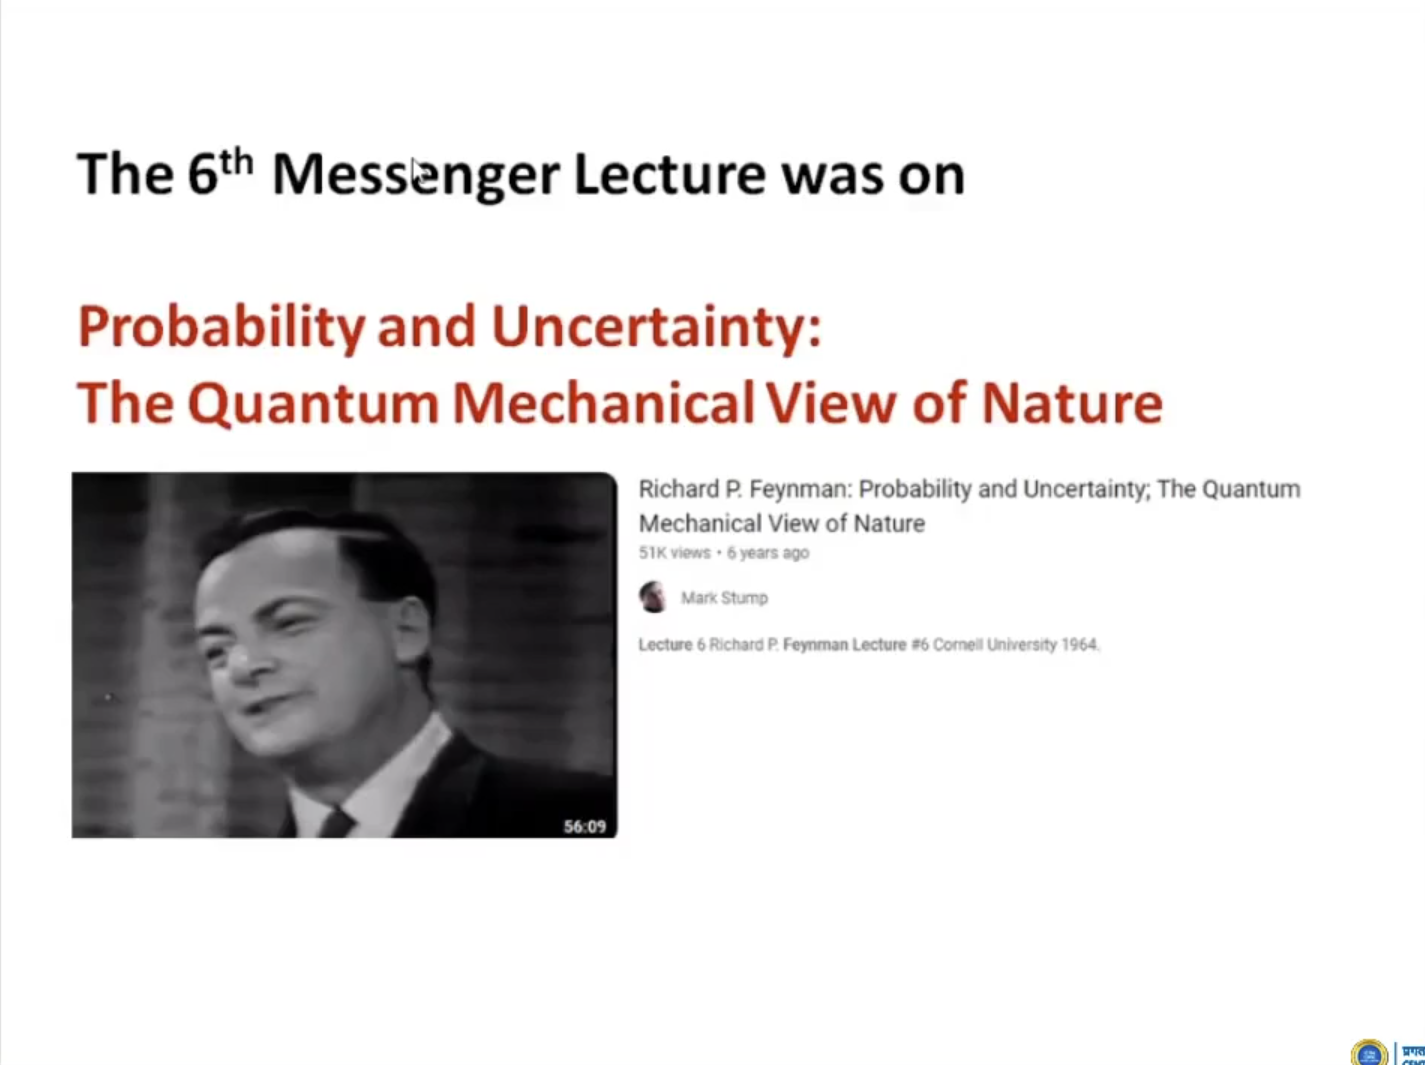 The 6th Messenger Lecture was on
Probability and Uncertainty:
The Quantum Mechanical View of Nature
Richard P. Feynman: Probability and Uncertainty; The Quantum
Mechanical View of Nature
51K views • 6 years ago
Mark Stump
Lecture 6 Richard P. Feynman Lecture #6 Cornell University 1964.
56:09